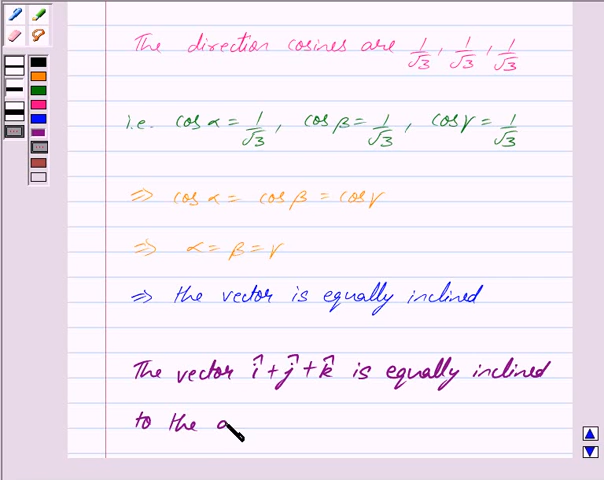 The direction cosines are 1/√3, 1/√3, 1/√3
i.e. cos α = 1/√3, cos β = 1/√3, cos γ = 1/√3
⇒ cos α = cos β = cos γ
⇒ α = β = γ
⇒ the vector is equally inclined
The vector î + ĵ + k̂ is equally inclined
to the